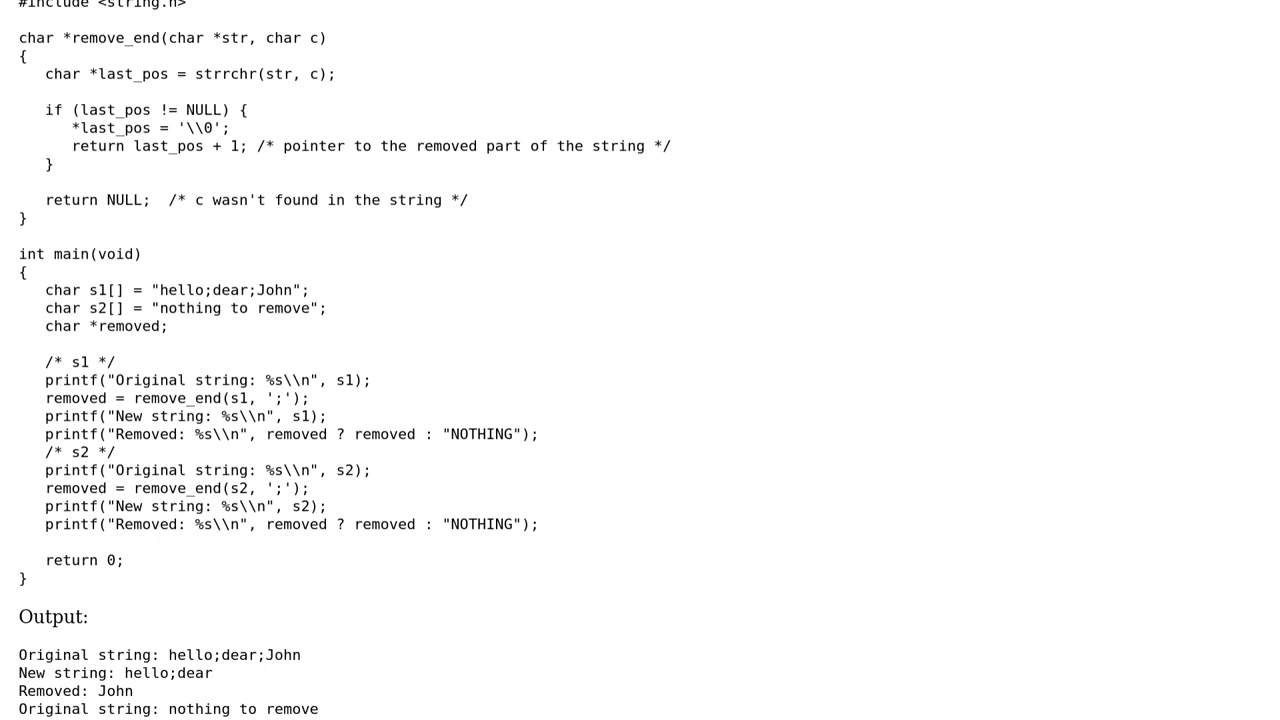 #include <string.h>

char *remove_end(char *str, char c)
{
   char *last_pos = strrchr(str, c);

   if (last_pos != NULL) {
      *last_pos = '\\0';
      return last_pos + 1; /* pointer to the removed part of the string */
   }

   return NULL;  /* c wasn't found in the string */
}

int main(void)
{
   char s1[] = "hello;dear;John";
   char s2[] = "nothing to remove";
   char *removed;

   /* s1 */
   printf("Original string: %s\\n", s1);
   removed = remove_end(s1, ';');
   printf("New string: %s\\n", s1);
   printf("Removed: %s\\n", removed ? removed : "NOTHING");
   /* s2 */
   printf("Original string: %s\\n", s2);
   removed = remove_end(s2, ';');
   printf("New string: %s\\n", s2);
   printf("Removed: %s\\n", removed ? removed : "NOTHING");

   return 0;
}

Output:

Original string: hello;dear;John
New string: hello;dear
Removed: John
Original string: nothing to remove